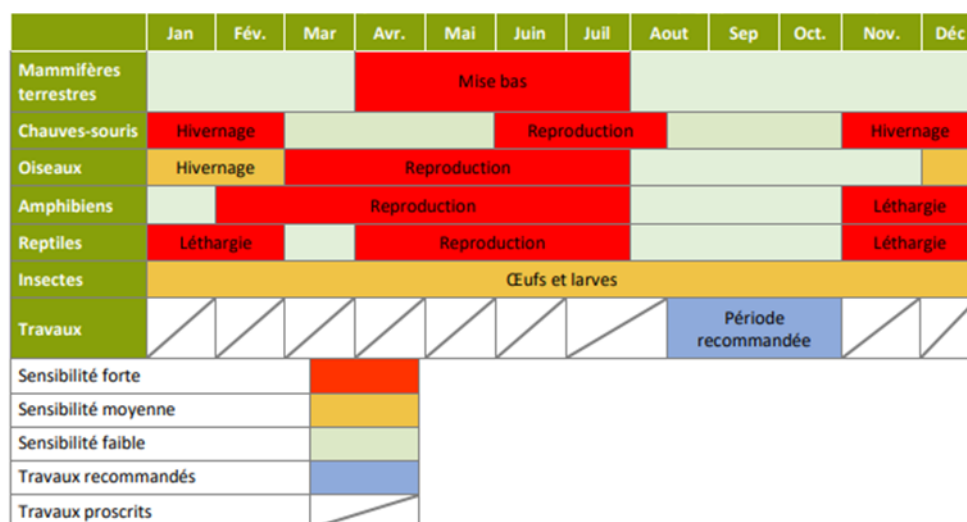 Jan Fév. Mar Avr. Mai Juin Juil Aout Sep Oct. Nov. Déc
Mammifères
terrestres
Mise bas
Chauves-souris Hivernage Reproduction Hivernage
Oiseaux Hivernage Reproduction
Amphibiens Reproduction Léthargie
Reptiles Léthargie Reproduction Léthargie
Insectes Œufs et larves
Travaux
Période
recommandée
Sensibilité forte
Sensibilité moyenne
Sensibilité faible
Travaux recommandés
Travaux proscrits